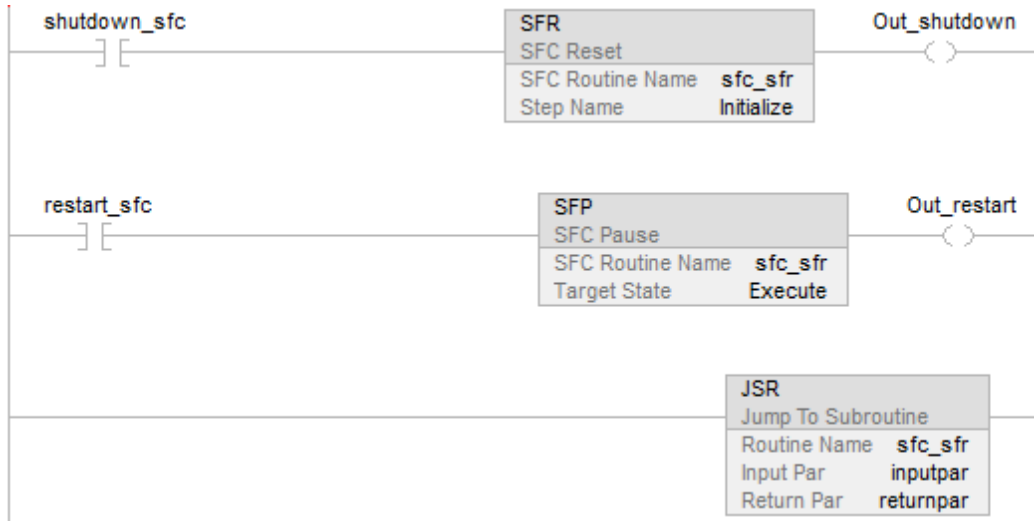 shutdown_sfc
SFR
Out_shutdown
SFC Reset
SFC Routine Name sfc_sfr
Step Name Initialize
restart_sfc
SFP
Out_restart
SFC Pause
SFC Routine Name sfc_sfr
Target State Execute
JSR
Jump To Subroutine
Routine Name sfc_sfr
Input Par inputpar
Return Par returnpar